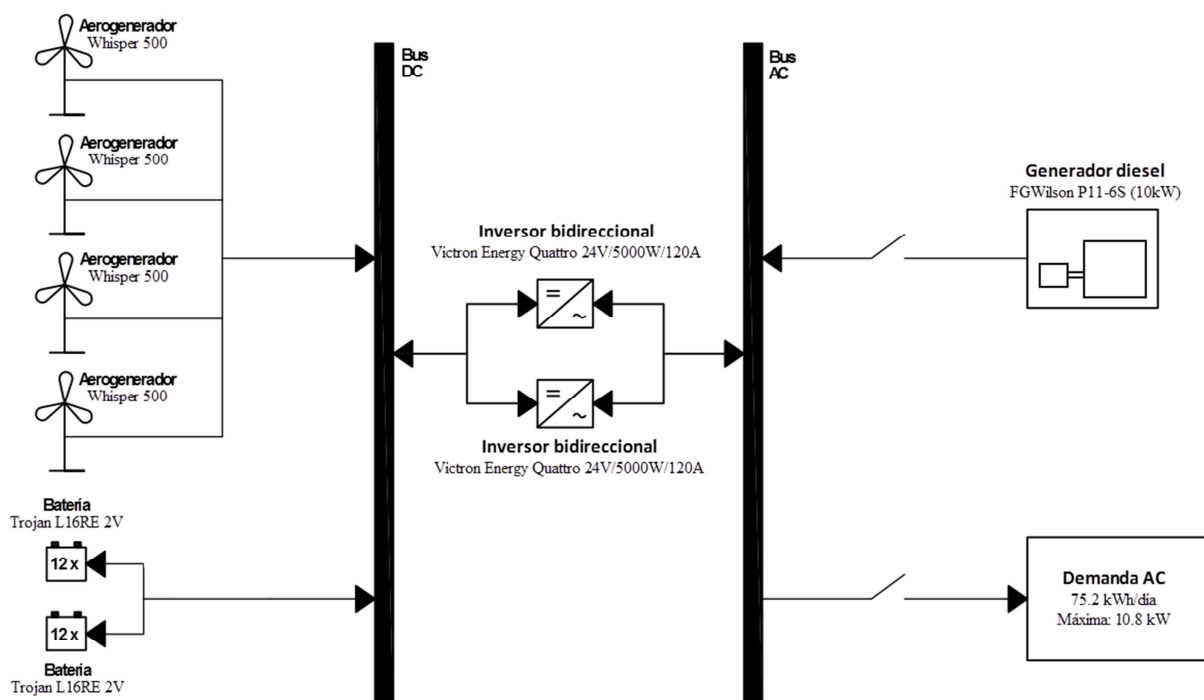 Aerogenerador
Whisper 500
Aerogenerador
Whisper 500
Aerogenerador
Whisper 500
Aerogenerador
Whisper 500
Batería
Trojan L16RE 2V
12 x
12 x
Batería
Trojan L16RE 2V
Bus
DC
Inversor bidireccional
Victron Energy Quattro 24V/5000W/120A
=
~
=
~
Inversor bidireccional
Victron Energy Quattro 24V/5000W/120A
Bus
AC
Generador diesel
FGWilson P11-6S (10kW)
Demanda AC
75.2 kWh/día
Máxima: 10.8 kW